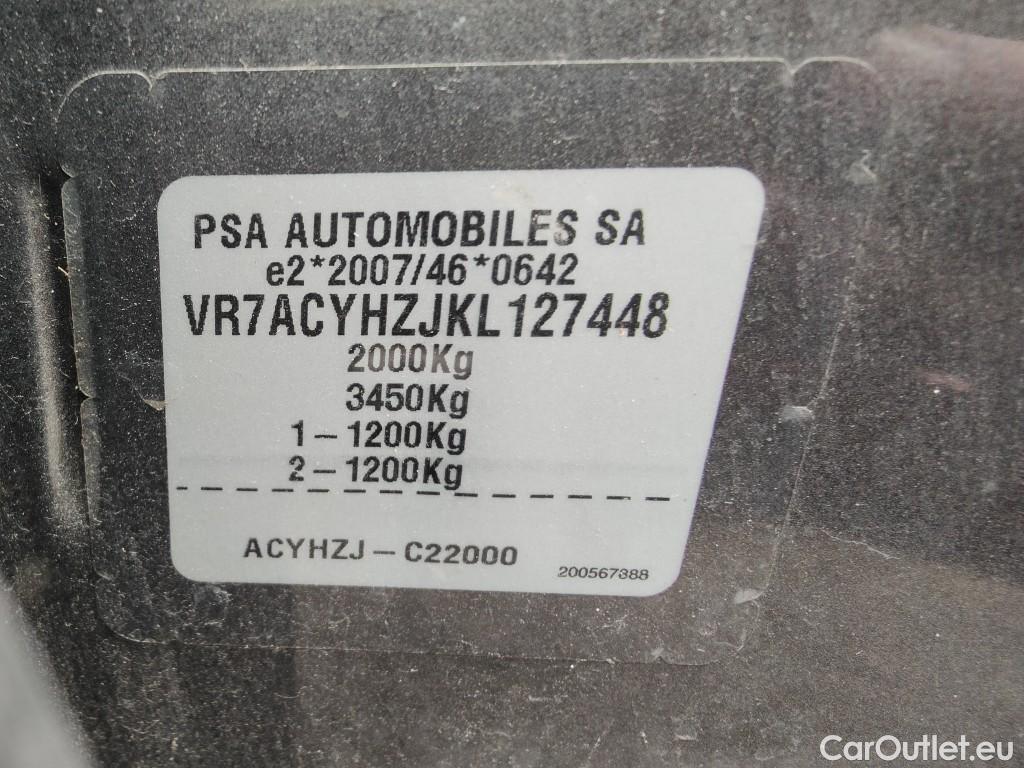 PSA AUTOMOBILES SA
e2*2007/46*0642
VR7ACYHZJKL127448
2000Kg
3450Kg
1-1200Kg
2-1200Kg
ACYHZJ-C22000
200567388
CarOutlet.eu